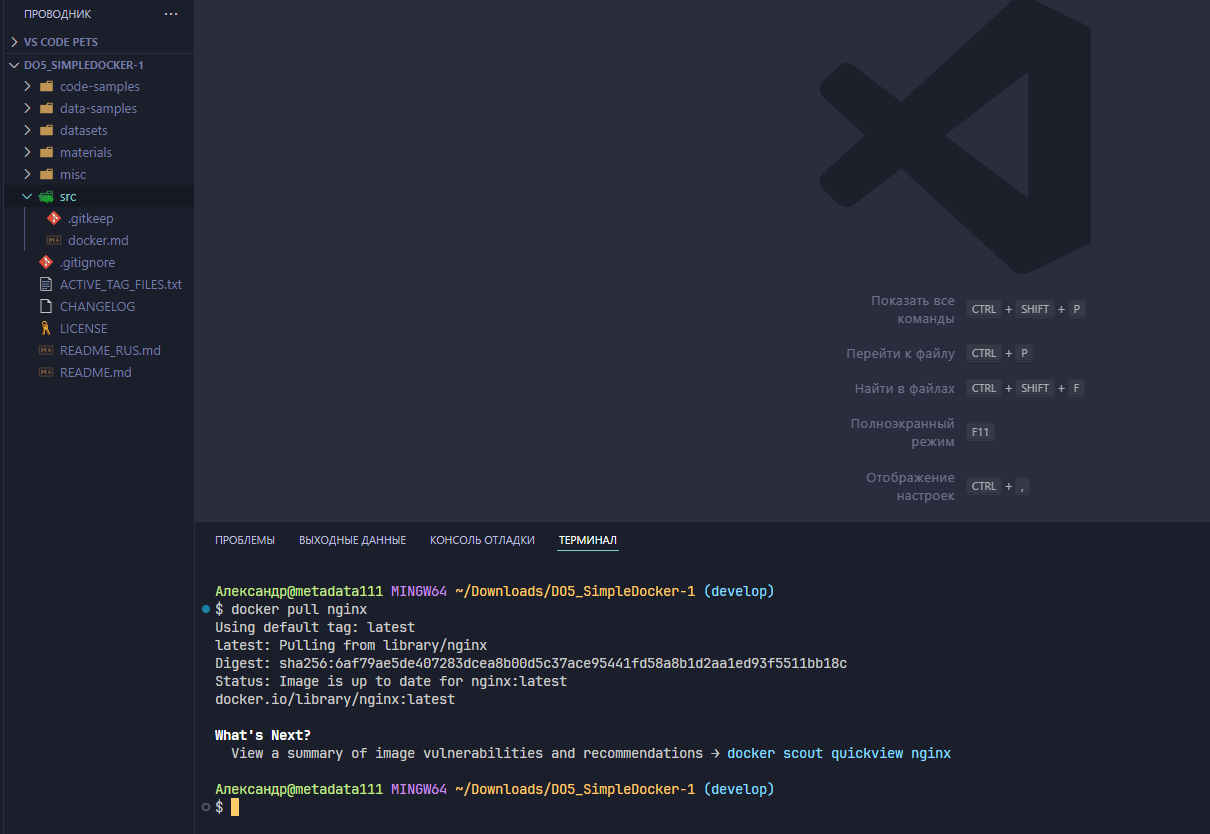 ПРОВОДНИК
VS CODE PETS
DO5_SIMPLEDOCKER-1
code-samples
data-samples
datasets
materials
misc
src
.gitkeep
docker.md
.gitignore
ACTIVE_TAG_FILES.txt
CHANGELOG
LICENSE
README_RUS.md
README.md
Показать все
команды
CTRL + SHIFT + P
Перейти к файлу CTRL + P
Найти в файлах CTRL + SHIFT + F
Полноэкранный
режим
F11
Отображение
настроек
CTRL + ,
ПРОБЛЕМЫ ВЫХОДНЫЕ ДАННЫЕ КОНСОЛЬ ОТЛАДКИ ТЕРМИНАЛ
Александр@metadata111 MINGW64 ~/Downloads/DO5_SimpleDocker-1 (develop)
$ docker pull nginx
Using default tag: latest
latest: Pulling from library/nginx
Digest: sha256:6af79ae5de407283dcea8b00d5c37ace95441fd58a8b1d2aa1ed93f5511bb18c
Status: Image is up to date for nginx:latest
docker.io/library/nginx:latest
What's Next?
View a summary of image vulnerabilities and recommendations → docker scout quickview nginx
Александр@metadata111 MINGW64 ~/Downloads/DO5_SimpleDocker-1 (develop)
$